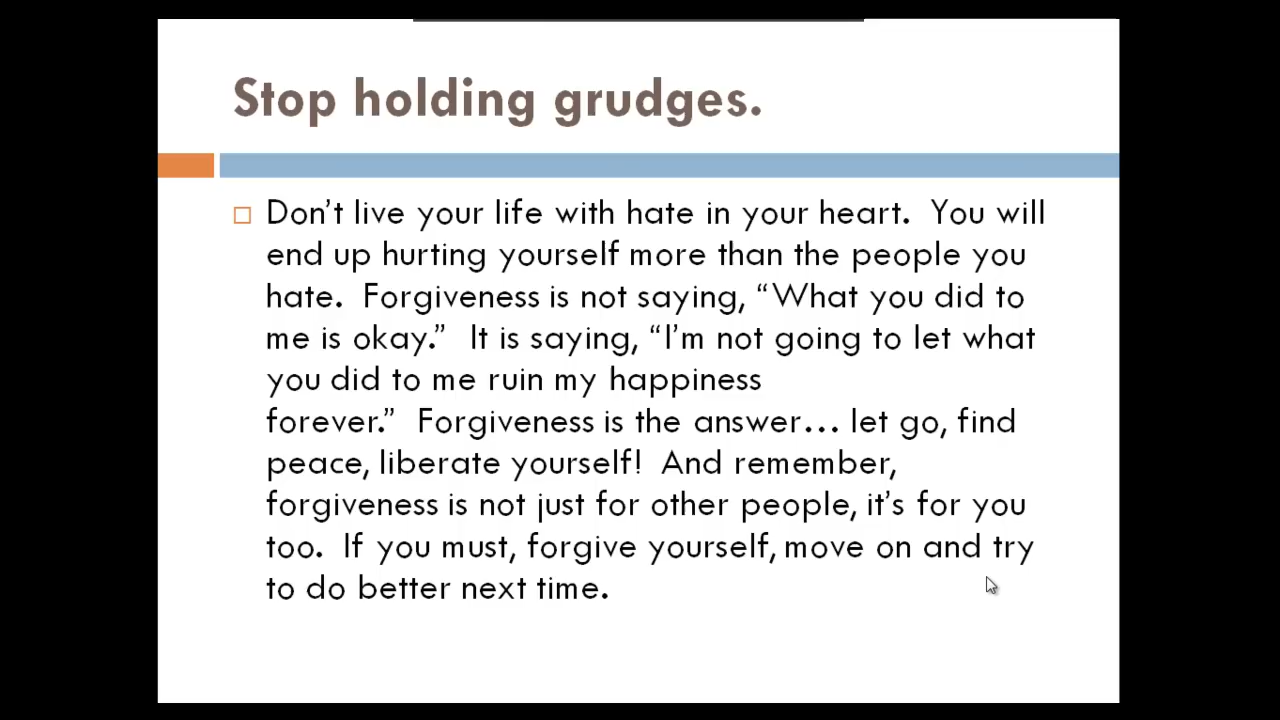 Stop holding grudges.
Don’t live your life with hate in your heart.  You will
end up hurting yourself more than the people you
hate.  Forgiveness is not saying, “What you did to
me is okay.”  It is saying, “I’m not going to let what
you did to me ruin my happiness
forever.”  Forgiveness is the answer… let go, find
peace, liberate yourself!  And remember,
forgiveness is not just for other people, it’s for you
too.  If you must, forgive yourself, move on and try
to do better next time.